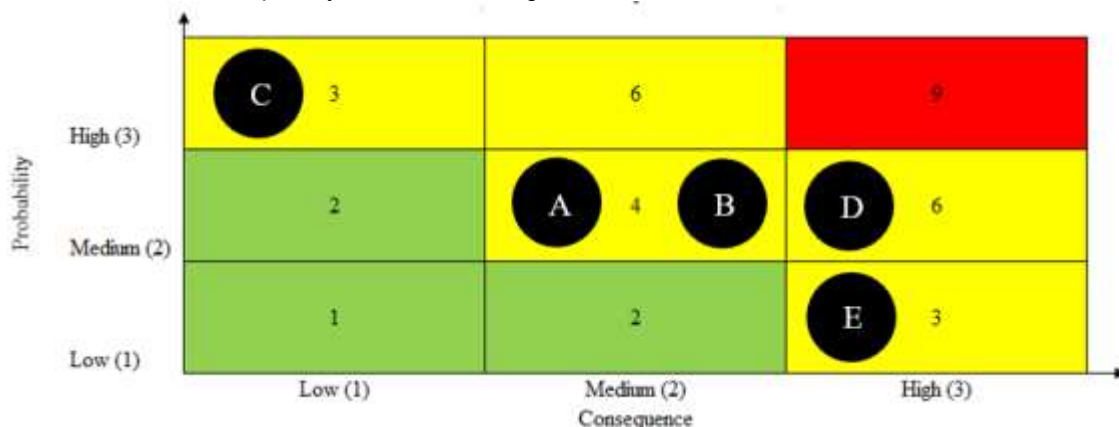 C 3 6 9
High (3)
2 A 4 B D 6
Medium (2)
1 2 E 3
Low (1)
Probability
Low (1) Medium (2) High (3)
Consequence